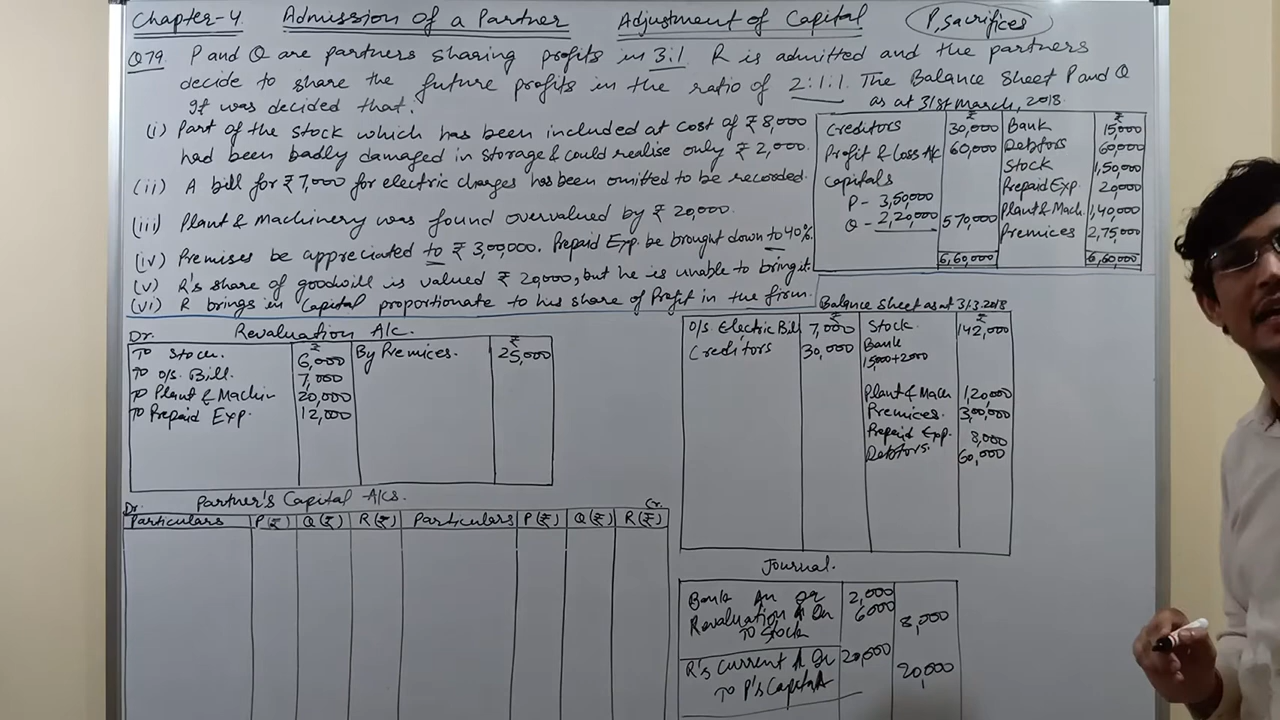 Chapter-4 Admission of a Partner Adjustment of Capital P, sacrifices
Q79 P and Q are partners sharing profits in 3:1 R is admitted and the partners
decide to share the future profits in the ratio of 2:1:1. The Balance Sheet P and Q
It was decided that: as at 31st March, 2018.
(i) Part of the stock which has been included at cost of ₹ 8,000
had been badly damaged in storage & could realise only ₹ 2,000.
(ii) A bill for ₹ 7,000 for electric charges has been omitted to be recorded.
(iii) Plant & Machinery was found overvalued by ₹ 20,000.
(iv) Premises be appreciated to ₹ 3,00,000. Prepaid Exp. be brought down to 40%.
(v) R's share of goodwill is valued ₹ 20,000, but he is unable to bring it.
(vi) R brings in Capital proportionate to his share of Profit in the firm.
₹ ₹
Creditors 30,000 Bank 15,000
Profit & Loss A/c 60,000 Debtors 60,000
Capitals Stock 1,50,000
P - 3,50,000 Prepaid Exp. 20,000
Q - 2,20,000 5,70,000 Plant & Mach. 1,40,000
Premices 2,75,000
6,60,000 6,60,000
Dr. Revaluation A/c.
₹ ₹
To Stock. 6,000 By Premices. 25,000
To o/s. Bill. 7,000
To Plant & Machin 20,000
To Prepaid Exp. 12,000
Balance Sheet as at 31.3.2018
₹ ₹
O/S. Electric Bill 7,000 Stock 142,000
Creditors 30,000 Bank
15000+2000
Plant & Mach 1,20,000
Premices. 3,00,000
Prepaid Exp. 8,000
Debtors. 60,000
Partner's Capital A/cs.
Dr. Cr.
Particulars P(₹) Q(₹) R(₹) Particulars P(₹) Q(₹) R(₹)
Journal.
Bank A/c Dr 2,000
Revaluation A Dr 6000
To Stock 8,000
R's Current A Dr 20,000
To P's Capital A 20,000